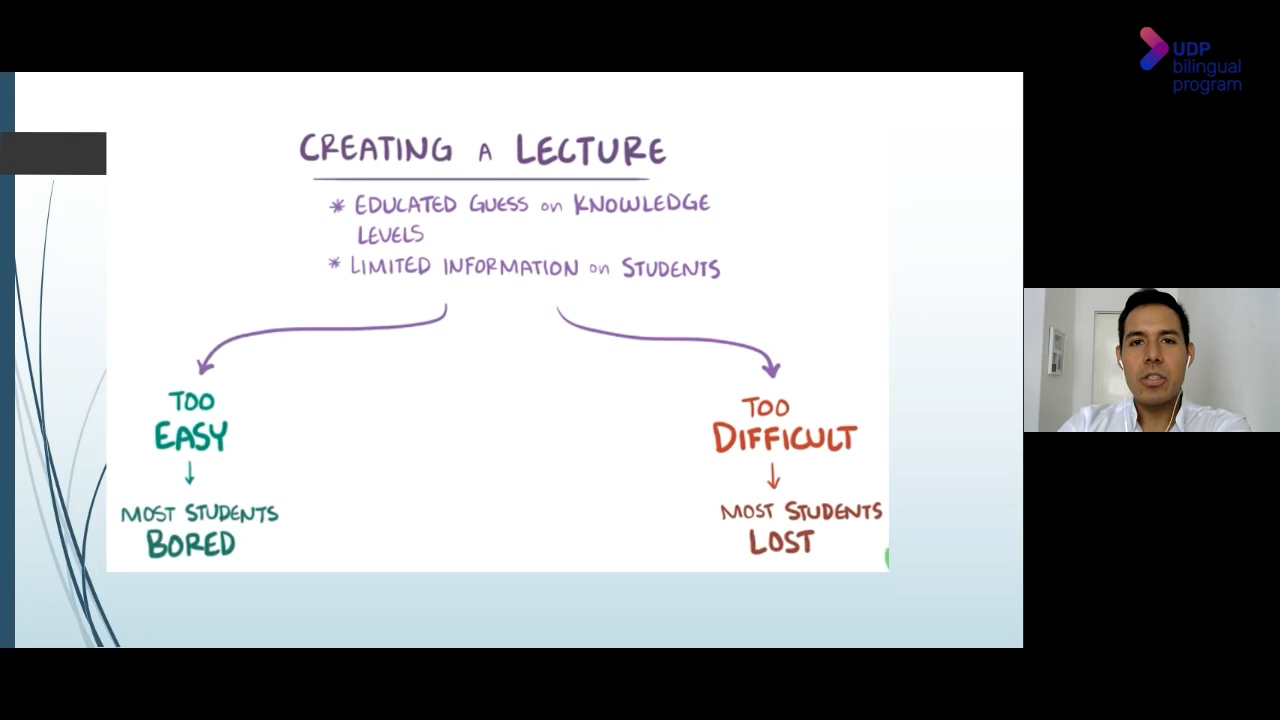 UDP
bilingual
program
CREATING A LECTURE
* EDUCATED GUESS on KNOWLEDGE
LEVELS
* LIMITED INFORMATION on STUDENTS
TOO
EASY
MOST STUDENTS
BORED
TOO
DIFFICULT
MOST STUDENTS
LOST